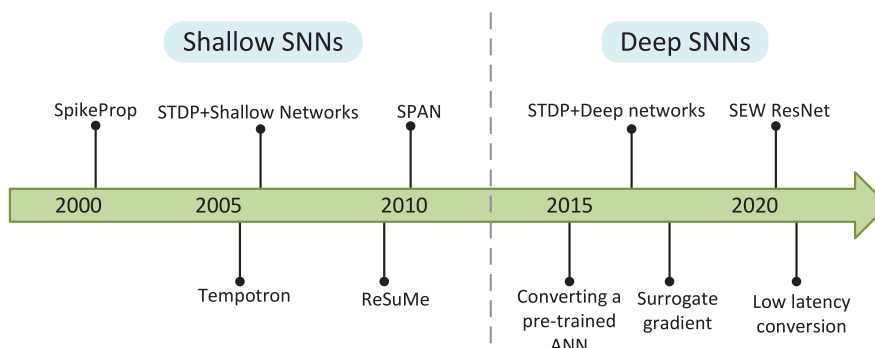 Shallow SNNs
Deep SNNs
SpikeProp
STDP+Shallow Networks
SPAN
STDP+Deep networks
SEW ResNet
2000
2005
2010
2015
2020
Tempotron
ReSuMe
Converting a
pre-trained
ANN
Surrogate
gradient
Low latency
conversion